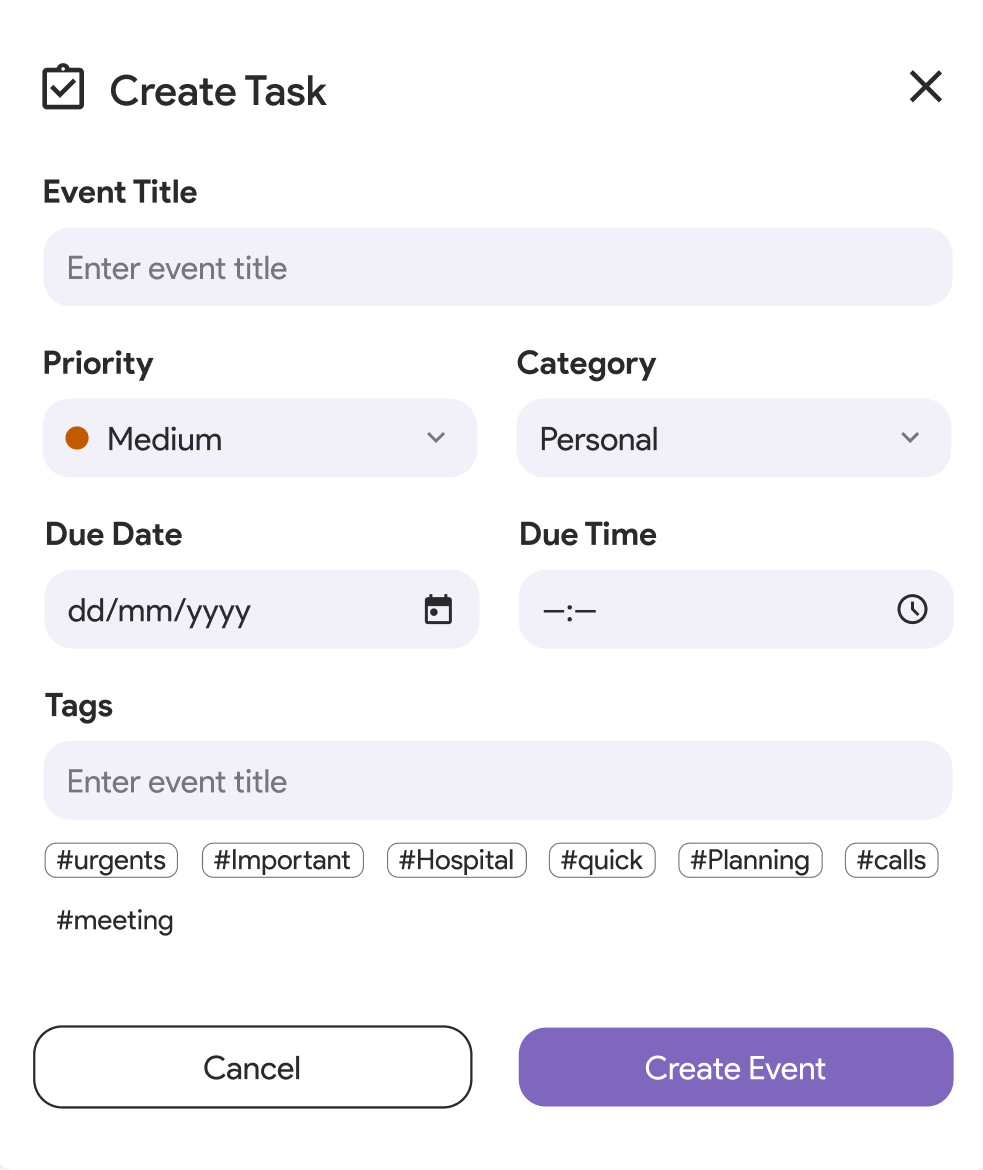 Create Task
Event Title
Enter event title
Priority Category
Medium Personal
Due Date Due Time
dd/mm/yyyy –:–
Tags
Enter event title
#urgents #Important #Hospital #quick #Planning #calls
#meeting
Cancel Create Event